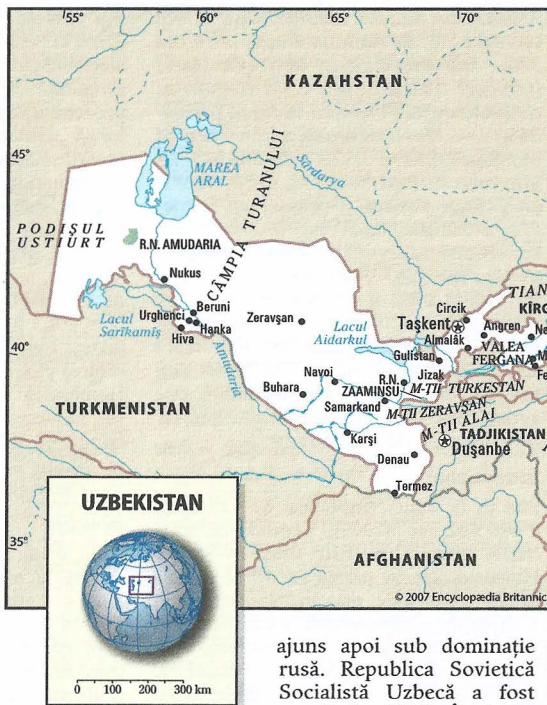 55°
60°
65°
70°
KAZAHSTAN
45°
MAREA
ARAL
Sârdarya
CÂMPIA TURANULUI
PODIȘUL
USTIURT
R.N. AMUDARIA
Nukus
TIAN
KÎRG
Circik
Beruni
Urghenci
Hanka
Hiva
Lacul
Sarîkamîș
Zeravșan
Lacul
Aidarkul
Tașkent
Angren
Almalâk
VALEA
FERGANA
Gulistan
40°
Amudaria
Navoi
R.N.
ZAAMINSU
Jizak
M-ȚII TURKESTAN
Buhara
Samarkand
M-ȚII ZERAVȘAN
M-ȚII ALAI
TURKMENISTAN
Karși
TADJIKISTAN
Dușanbe
Denau
Termez
35°
AFGHANISTAN
© 2007 Encyclopædia Britannic
UZBEKISTAN
0 100 200 300 km
ajuns apoi sub dominație
rusă. Republica Sovietică
Socialistă Uzbecă a fost